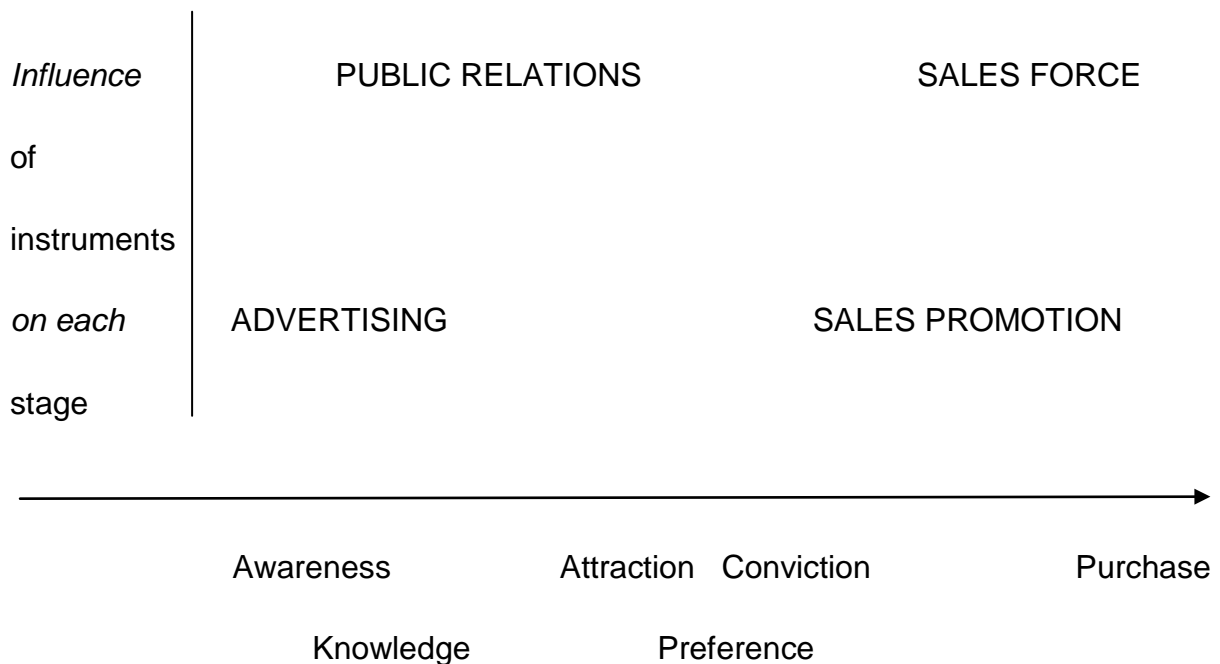 Influence PUBLIC RELATIONS SALES FORCE
of
instruments
on each ADVERTISING SALES PROMOTION
stage
Awareness Attraction Conviction Purchase
Knowledge Preference